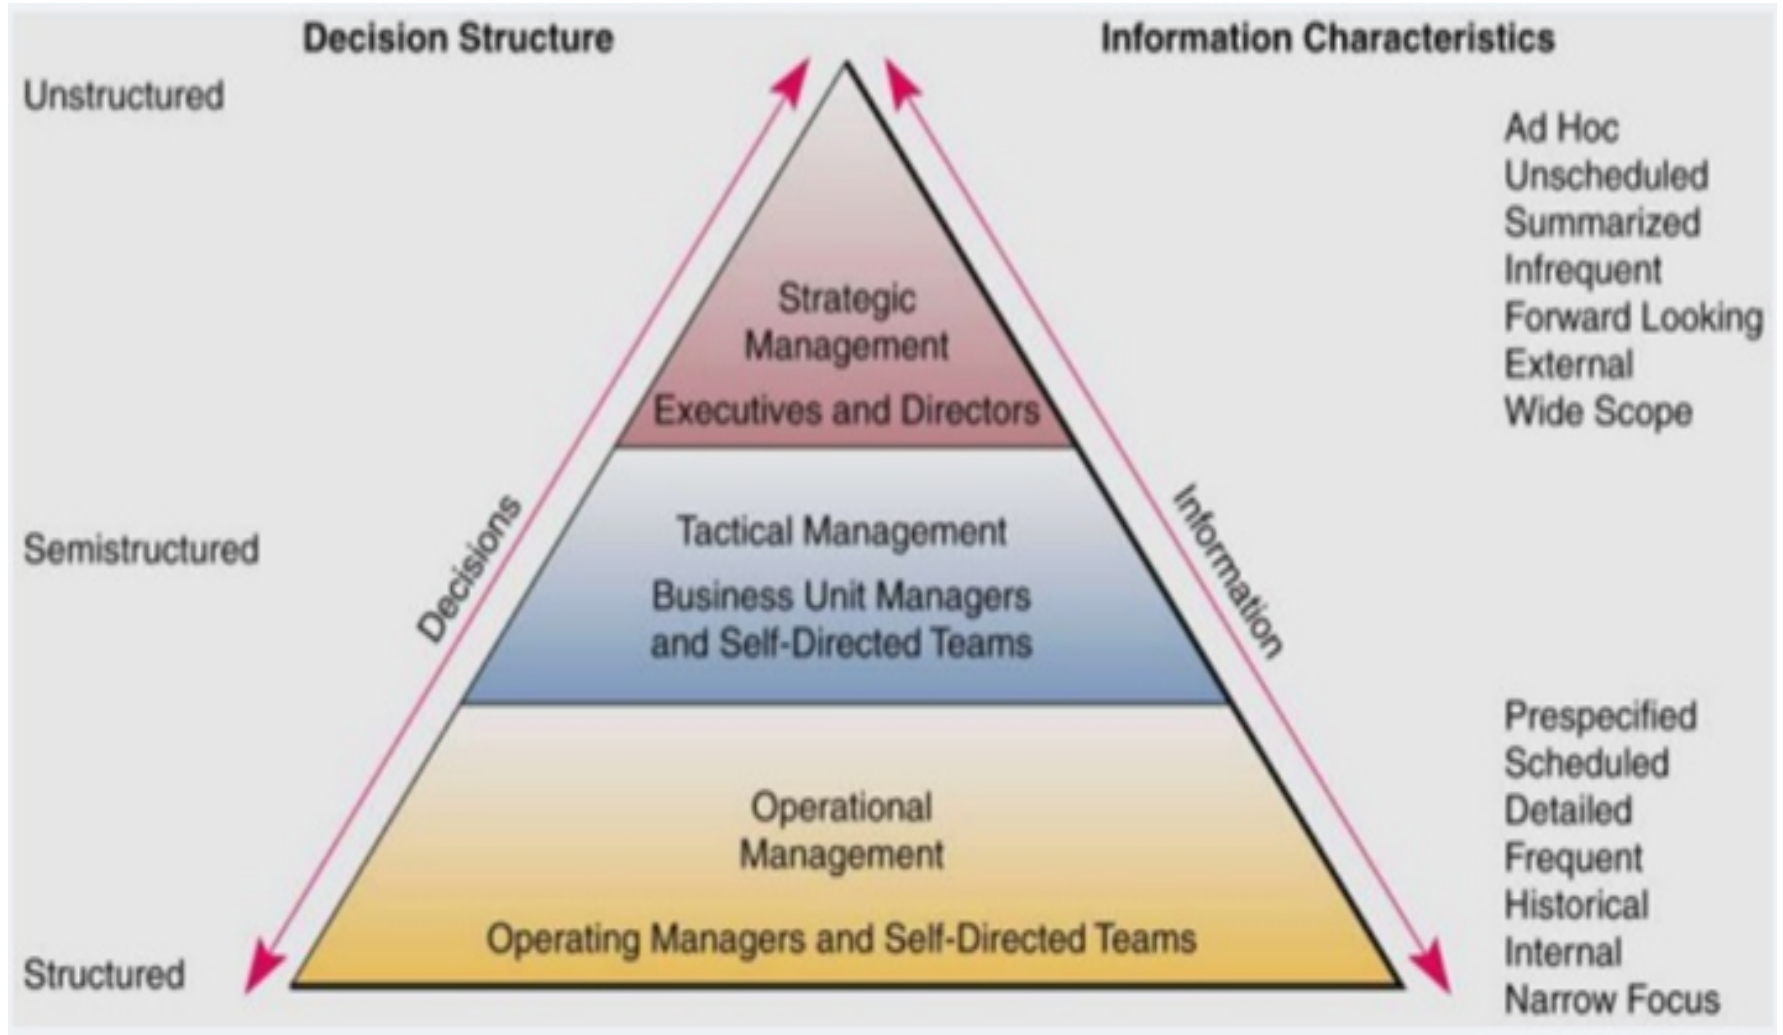 Decision Structure
Information Characteristics
Unstructured
Ad Hoc
Unscheduled
Summarized
Infrequent
Forward Looking
External
Wide Scope
Strategic
Management
Executives and Directors
Decisions
Information
Semistructured
Tactical Management
Business Unit Managers
and Self-Directed Teams
Prespecified
Scheduled
Detailed
Frequent
Historical
Internal
Narrow Focus
Operational
Management
Operating Managers and Self-Directed Teams
Structured